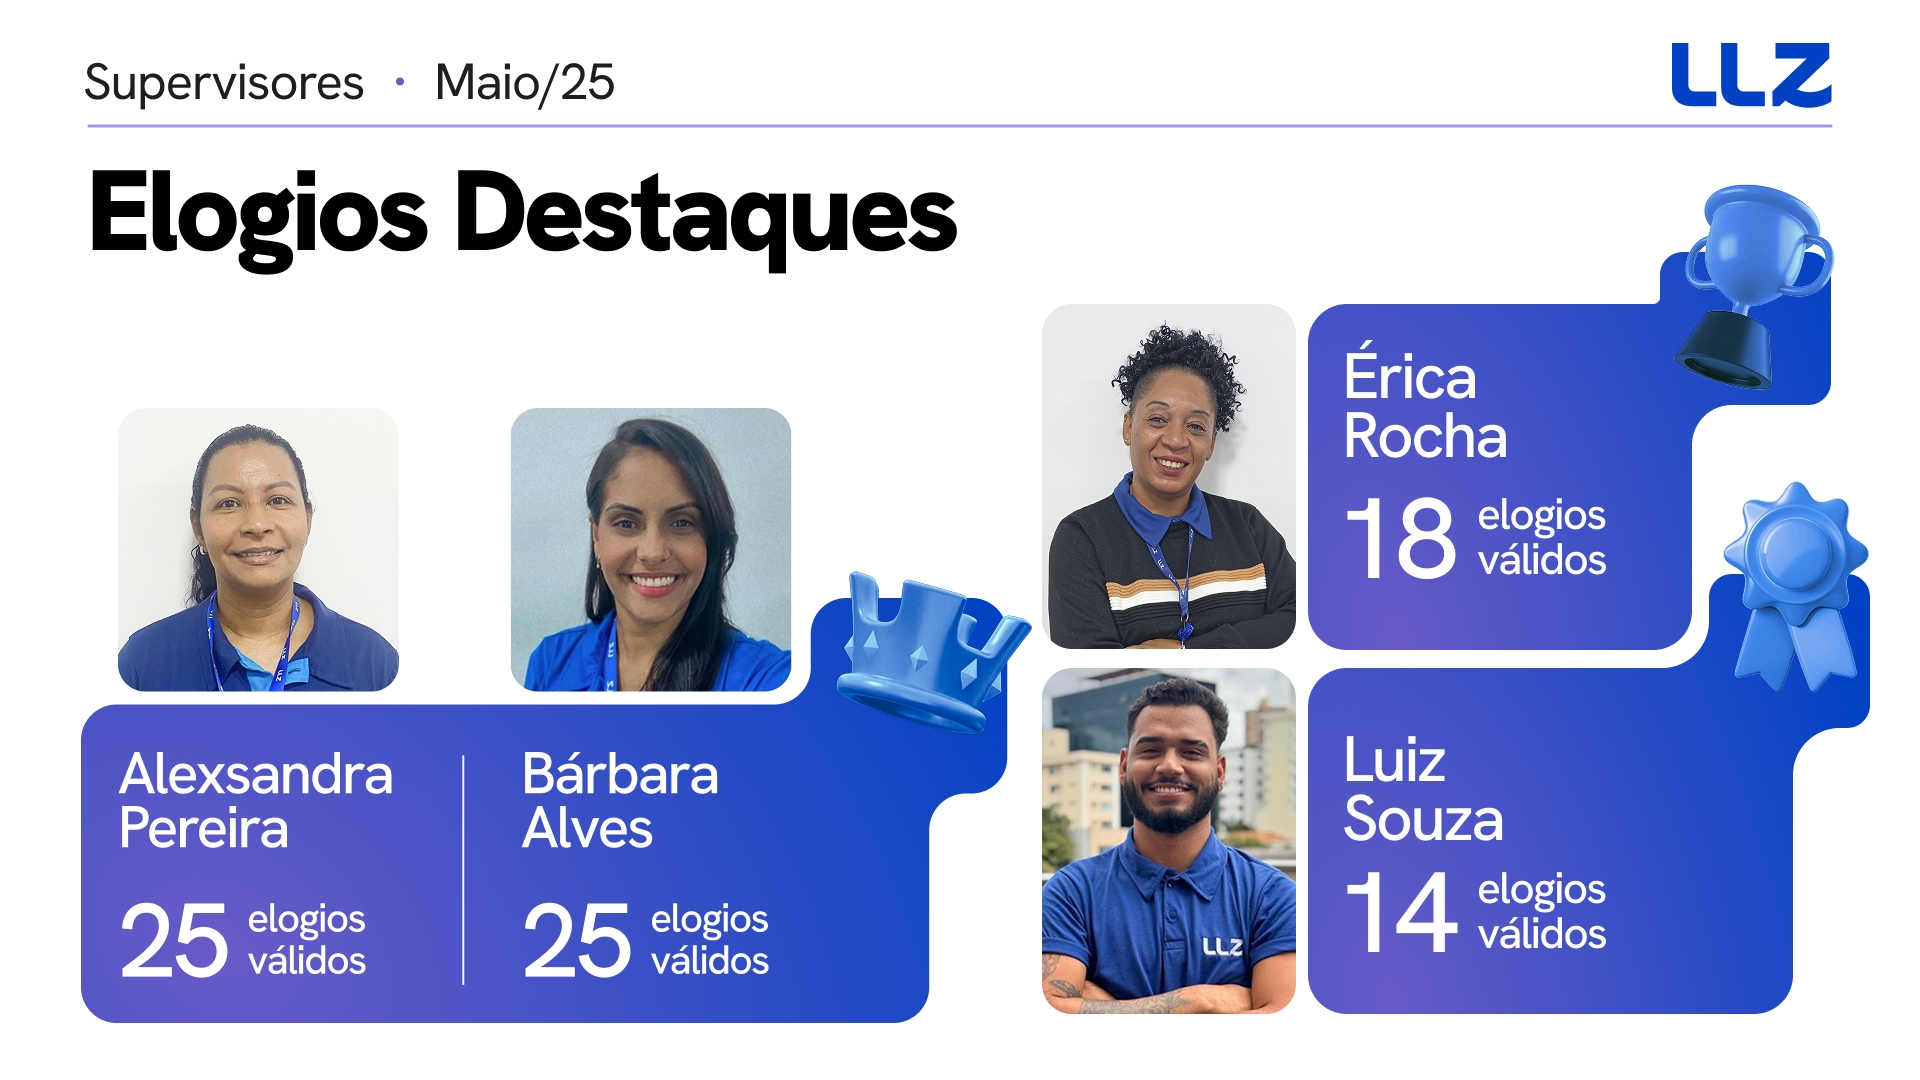 Supervisores • Maio/25
LLZ
Elogios Destaques
Alexsandra
Pereira
25 elogios
válidos
Bárbara
Alves
25 elogios
válidos
Érica
Rocha
18 elogios
válidos
Luiz
Souza
14 elogios
válidos
LLZ